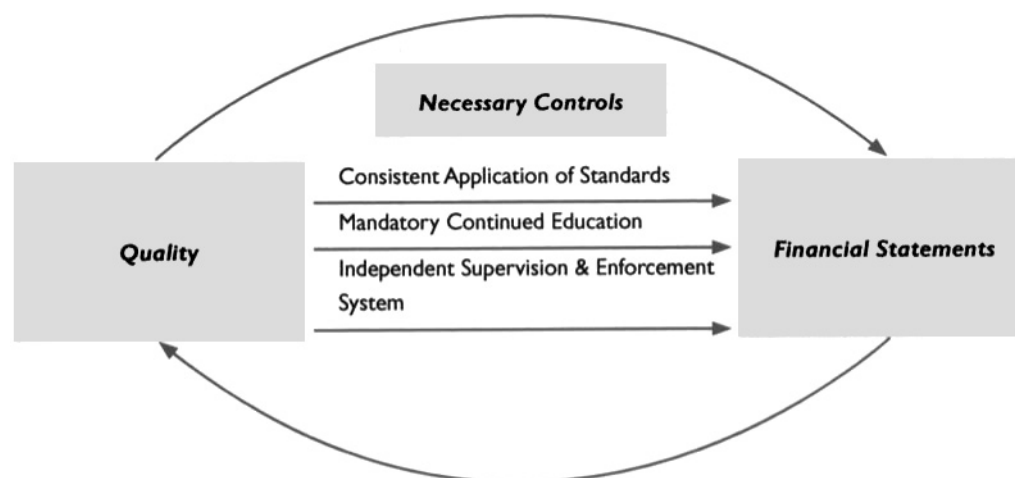 Necessary Controls
Consistent Application of Standards
Mandatory Continued Education
Quality
Financial Statements
Independent Supervision & Enforcement
System